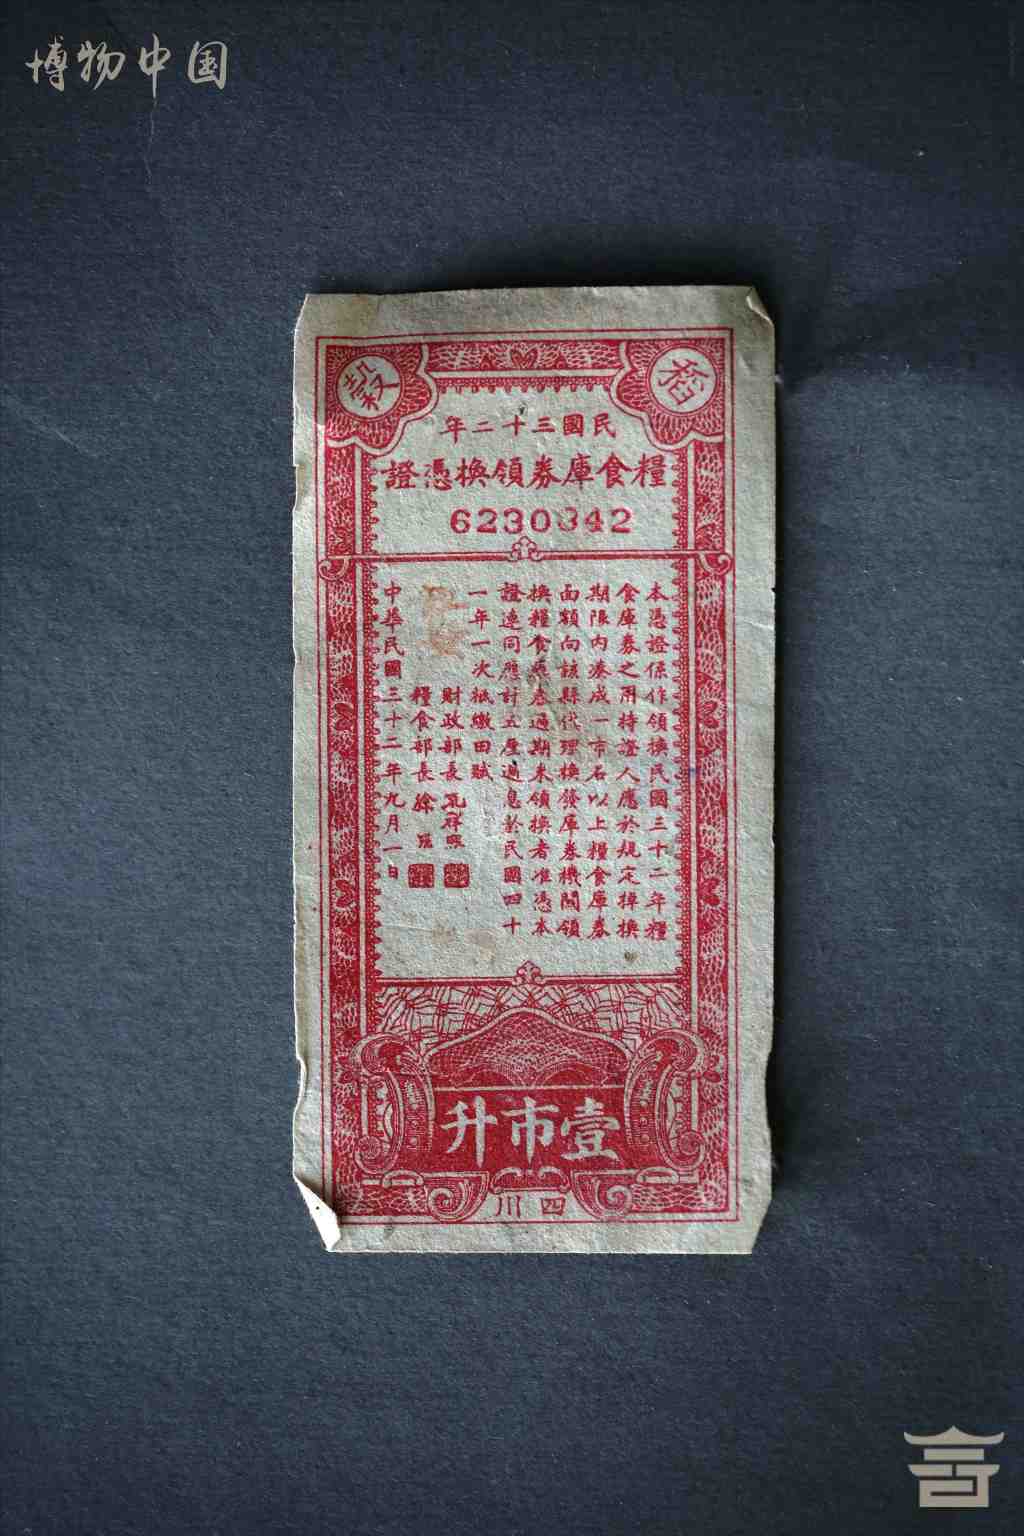 博物中国
稻
穀
民國三十二年
糧食庫券領換憑證
6230342
本憑證係作領換民國三十二年糧
食庫券之用持證人應於規定掉換
期限內湊成一市石以上糧食庫券
面額向該縣代理換發庫券機關領
換糧食庫券過期未領換者准憑本
證連同應計五厘週息於民國四十
一年一次抵繳田賦
財政部長 孔祥熙
糧食部長 徐堪
中華民國三十二年九月一日
壹市升
四川